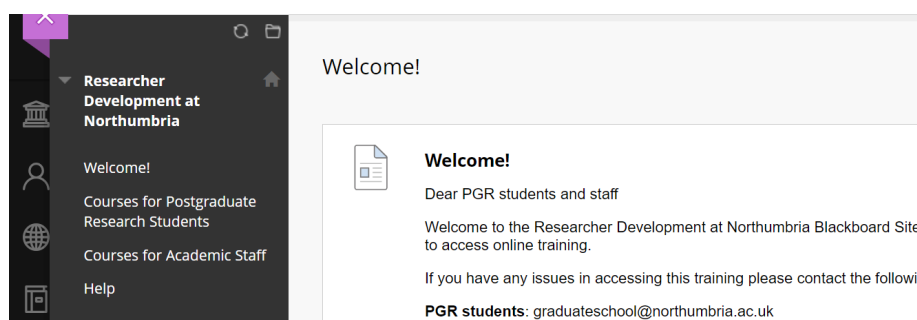 Researcher
Development at
Northumbria
Welcome!
Courses for Postgraduate
Research Students
Courses for Academic Staff
Help
Welcome!
Welcome!
Dear PGR students and staff
Welcome to the Researcher Development at Northumbria Blackboard Site
to access online training.
If you have any issues in accessing this training please contact the followi
PGR students: graduateschool@northumbria.ac.uk